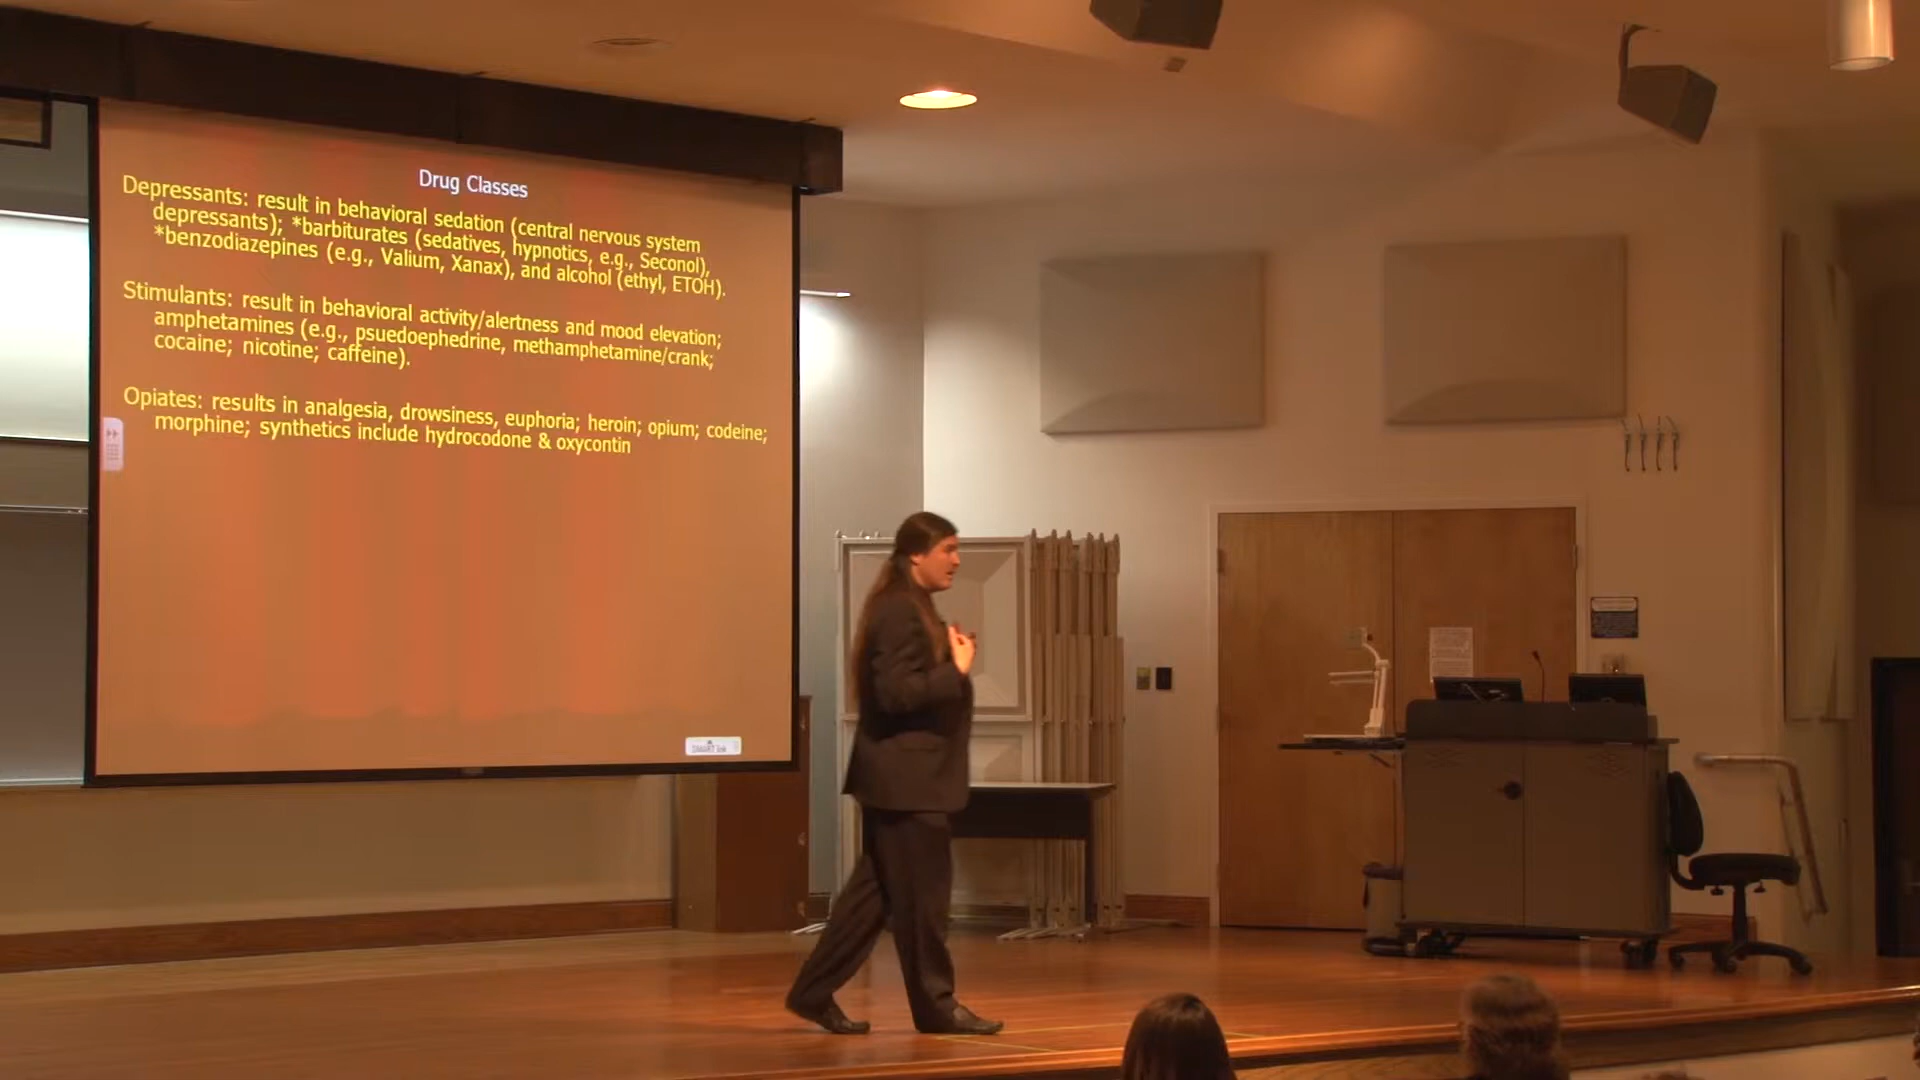 Drug Classes
Depressants: result in behavioral sedation (central nervous system
depressants); *barbiturates (sedatives, hypnotics, e.g., Seconol),
*benzodiazepines (e.g., Valium, Xanax), and alcohol (ethyl, ETOH).
Stimulants: result in behavioral activity/alertness and mood elevation;
amphetamines (e.g., psuedoephedrine, methamphetamine/crank;
cocaine; nicotine; caffeine).
Opiates: results in analgesia, drowsiness, euphoria; heroin; opium; codeine;
morphine; synthetics include hydrocodone & oxycontin